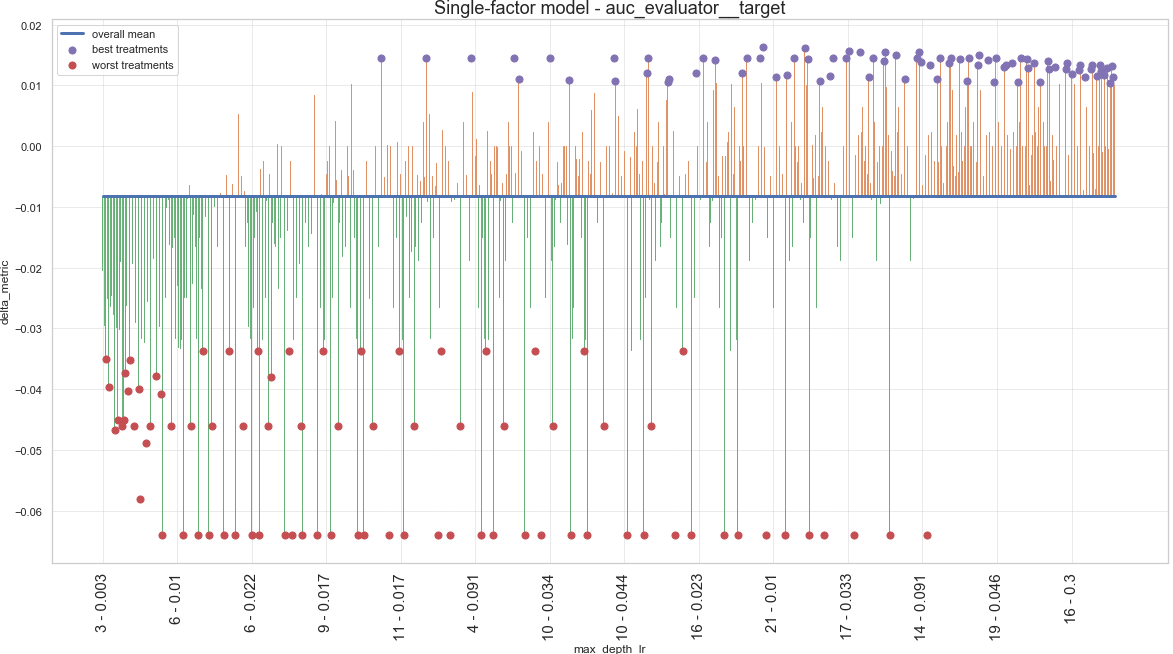 Single-factor model - auc_evaluator__target
overall mean
best treatments
worst treatments
0.02
0.01
0.00
−0.01
−0.02
−0.03
−0.04
−0.05
−0.06
delta_metric
3 - 0.003
6 - 0.01
6 - 0.022
9 - 0.017
11 - 0.017
4 - 0.091
10 - 0.034
10 - 0.044
16 - 0.023
21 - 0.01
17 - 0.033
14 - 0.091
19 - 0.046
16 - 0.3
max_depth_lr